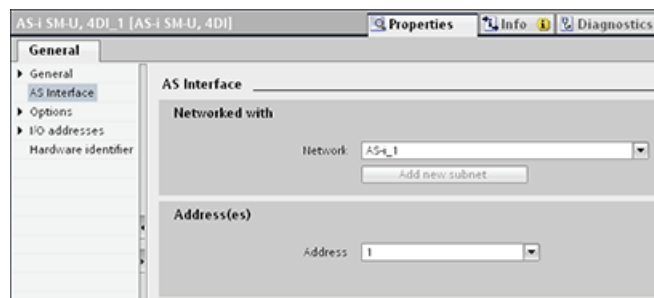 AS-i SM-U, 4DI_1 [AS-i SM-U, 4DI]
Properties
Info
Diagnostics
General
General
AS Interface
Options
I/O addresses
Hardware identifier
AS Interface
Networked with
Network
AS-i_1
Add new subnet
Address(es)
Address
1